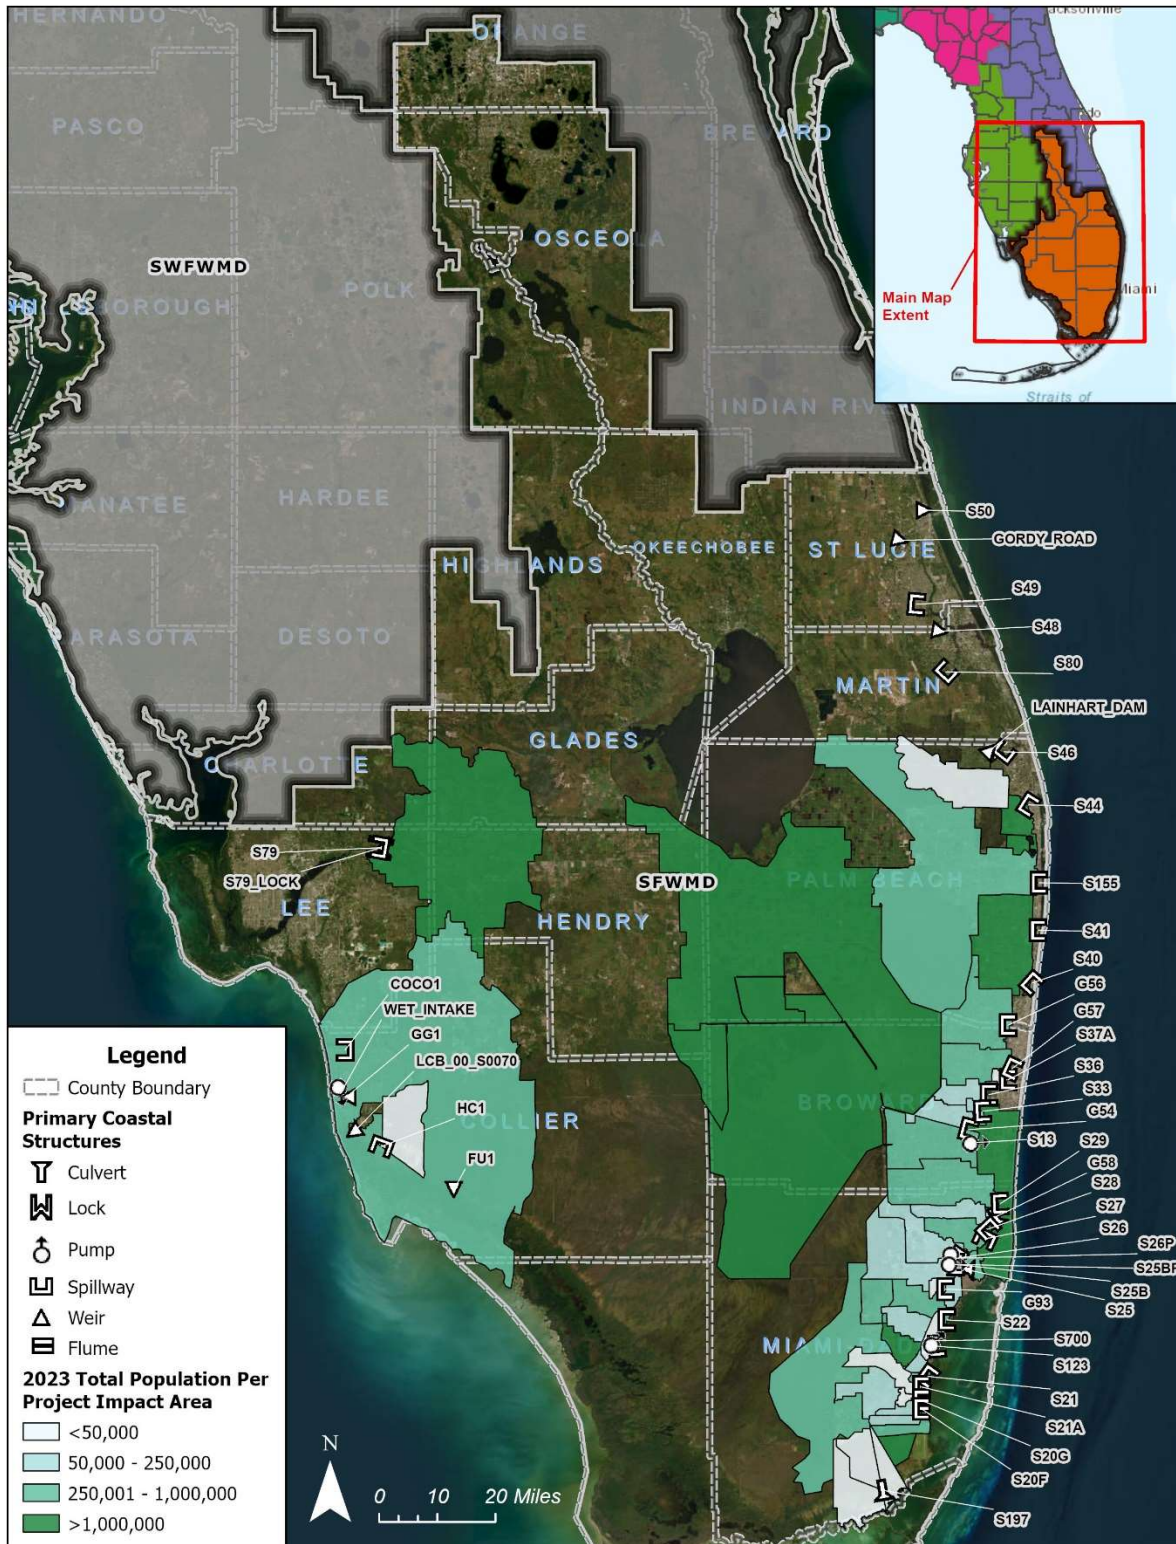 HERNANDO
ORANGE
PASCO
BREVARD
OSCEOLA
SWFWMD
HILLSBOROUGH
POLK
INDIAN RIVE
MANATEE
HARDEE
S50
GORDY_ROAD
HIGHLANDS
OKEECHOBEE
ST LUCIE
S49
ARASOTA
DESOTO
S48
S80
MARTIN
LAINHART_DAM
GLADES
S46
CHARLOTTE
S44
S79
S79_LOCK
SFWMD
PALM BEACH
S155
LEE
HENDRY
S41
S40
COCO1
G56
WET_INTAKE
G57
GG1
S37A
LCB_00_S0070
S36
HC1
BROWARD
S33
COLLIER
G54
S13
FU1
S29
G58
S28
S27
S26
S26P
S25BP
S25B
S25
G93
S22
MIAMI-DAD
S700
S123
S21
S21A
S20G
S20F
S197
acksonville
do
Miami
Main Map
Extent
Straits of
Legend
County Boundary
Primary Coastal
Structures
Culvert
Lock
Pump
Spillway
Weir
Flume
2023 Total Population Per
Project Impact Area
<50,000
50,000 - 250,000
250,001 - 1,000,000
>1,000,000
N
0 10 20 Miles